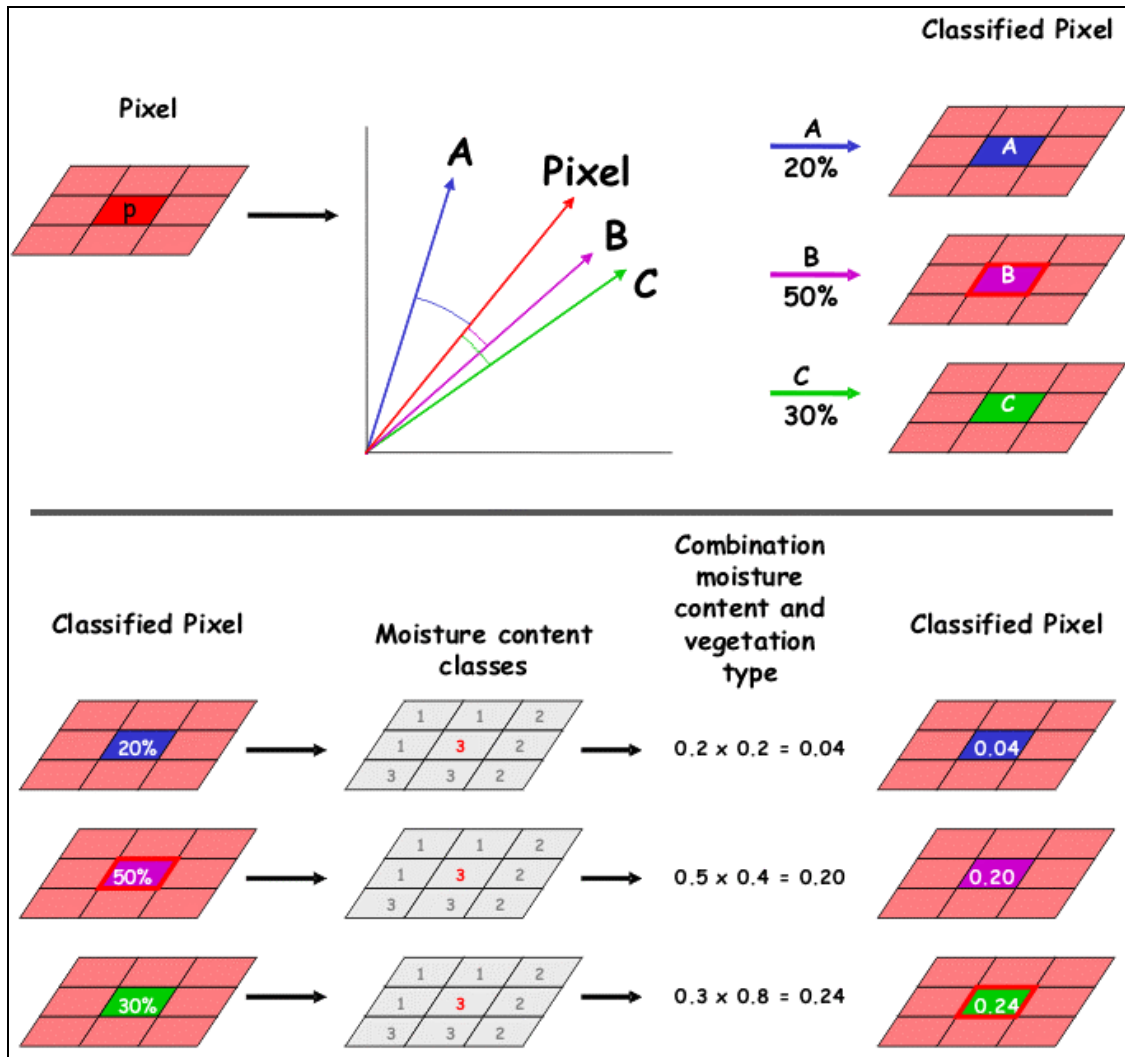 Classified Pixel
Pixel
p
A
Pixel
B
C
A
20%
A
B
50%
B
C
30%
C
Combination
moisture
content and
vegetation
type
Classified Pixel
Moisture content
classes
Classified Pixel
20%
1 1 2
1 3 2
3 3 2
0.2 x 0.2 = 0.04
0.04
50%
1 1 2
1 3 2
3 3 2
0.5 x 0.4 = 0.20
0.20
30%
1 1 2
1 3 2
3 3 2
0.3 x 0.8 = 0.24
0.24